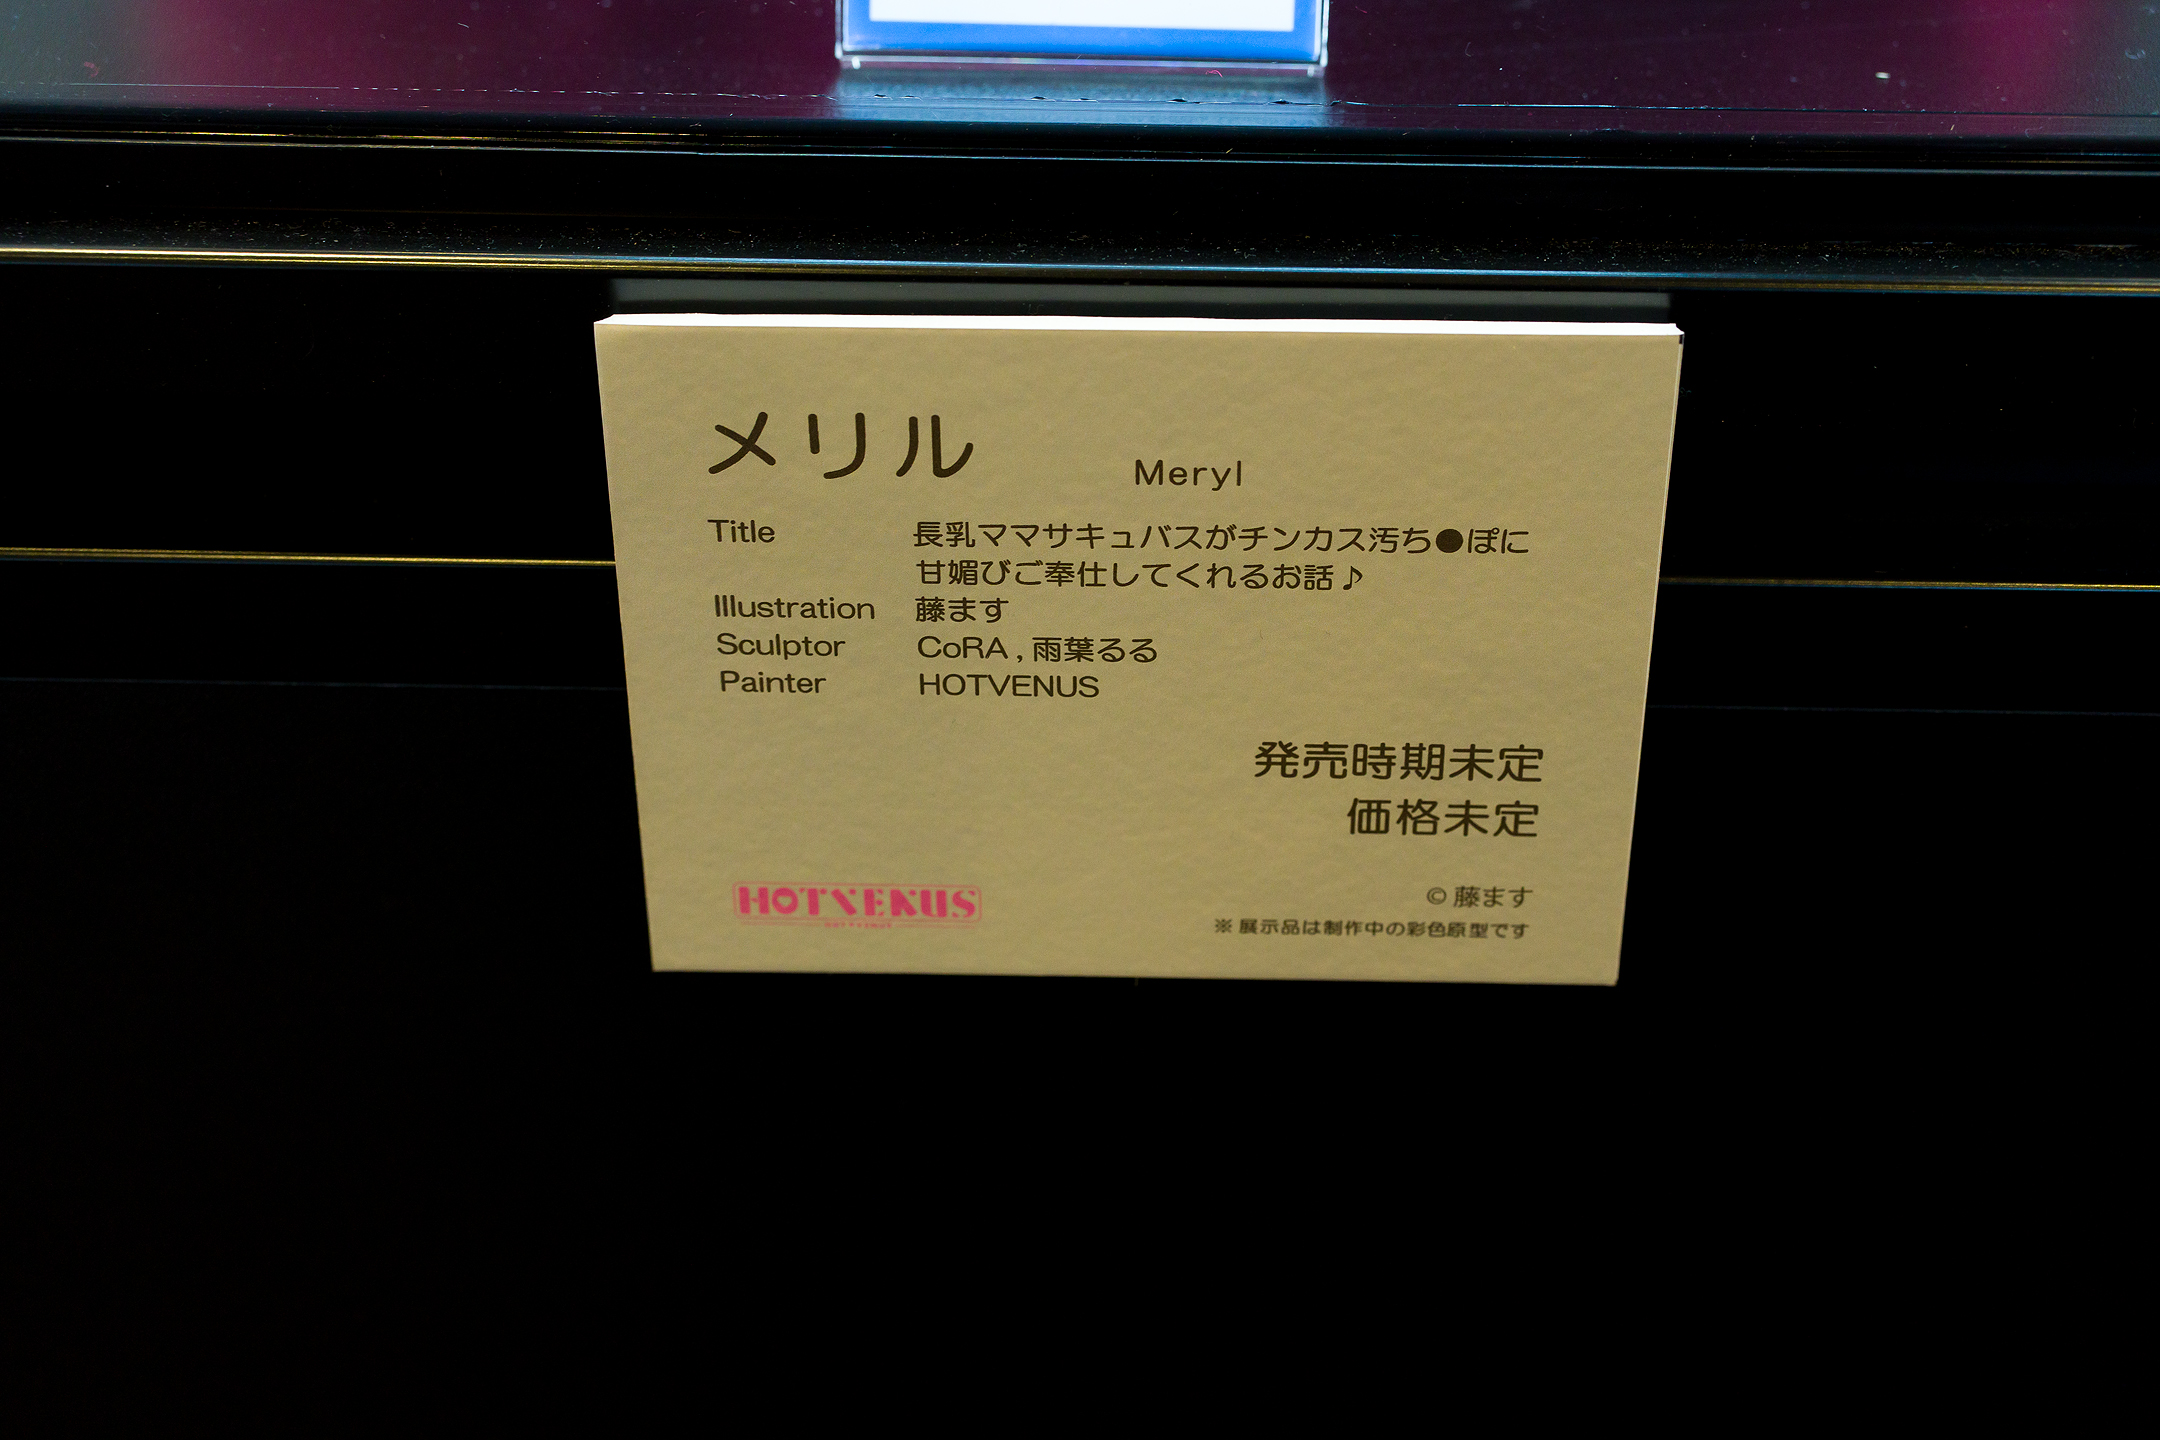 メリル Meryl
Title 長乳ママサキュバスがチンカス汚ち●ぽに
甘媚びご奉仕してくれるお話♪
Illustration 藤ます
Sculptor CoRA , 雨葉るる
Painter HOTVENUS
発売時期未定
価格未定
HOTVENUS
© 藤ます
※ 展示品は制作中の彩色原型です